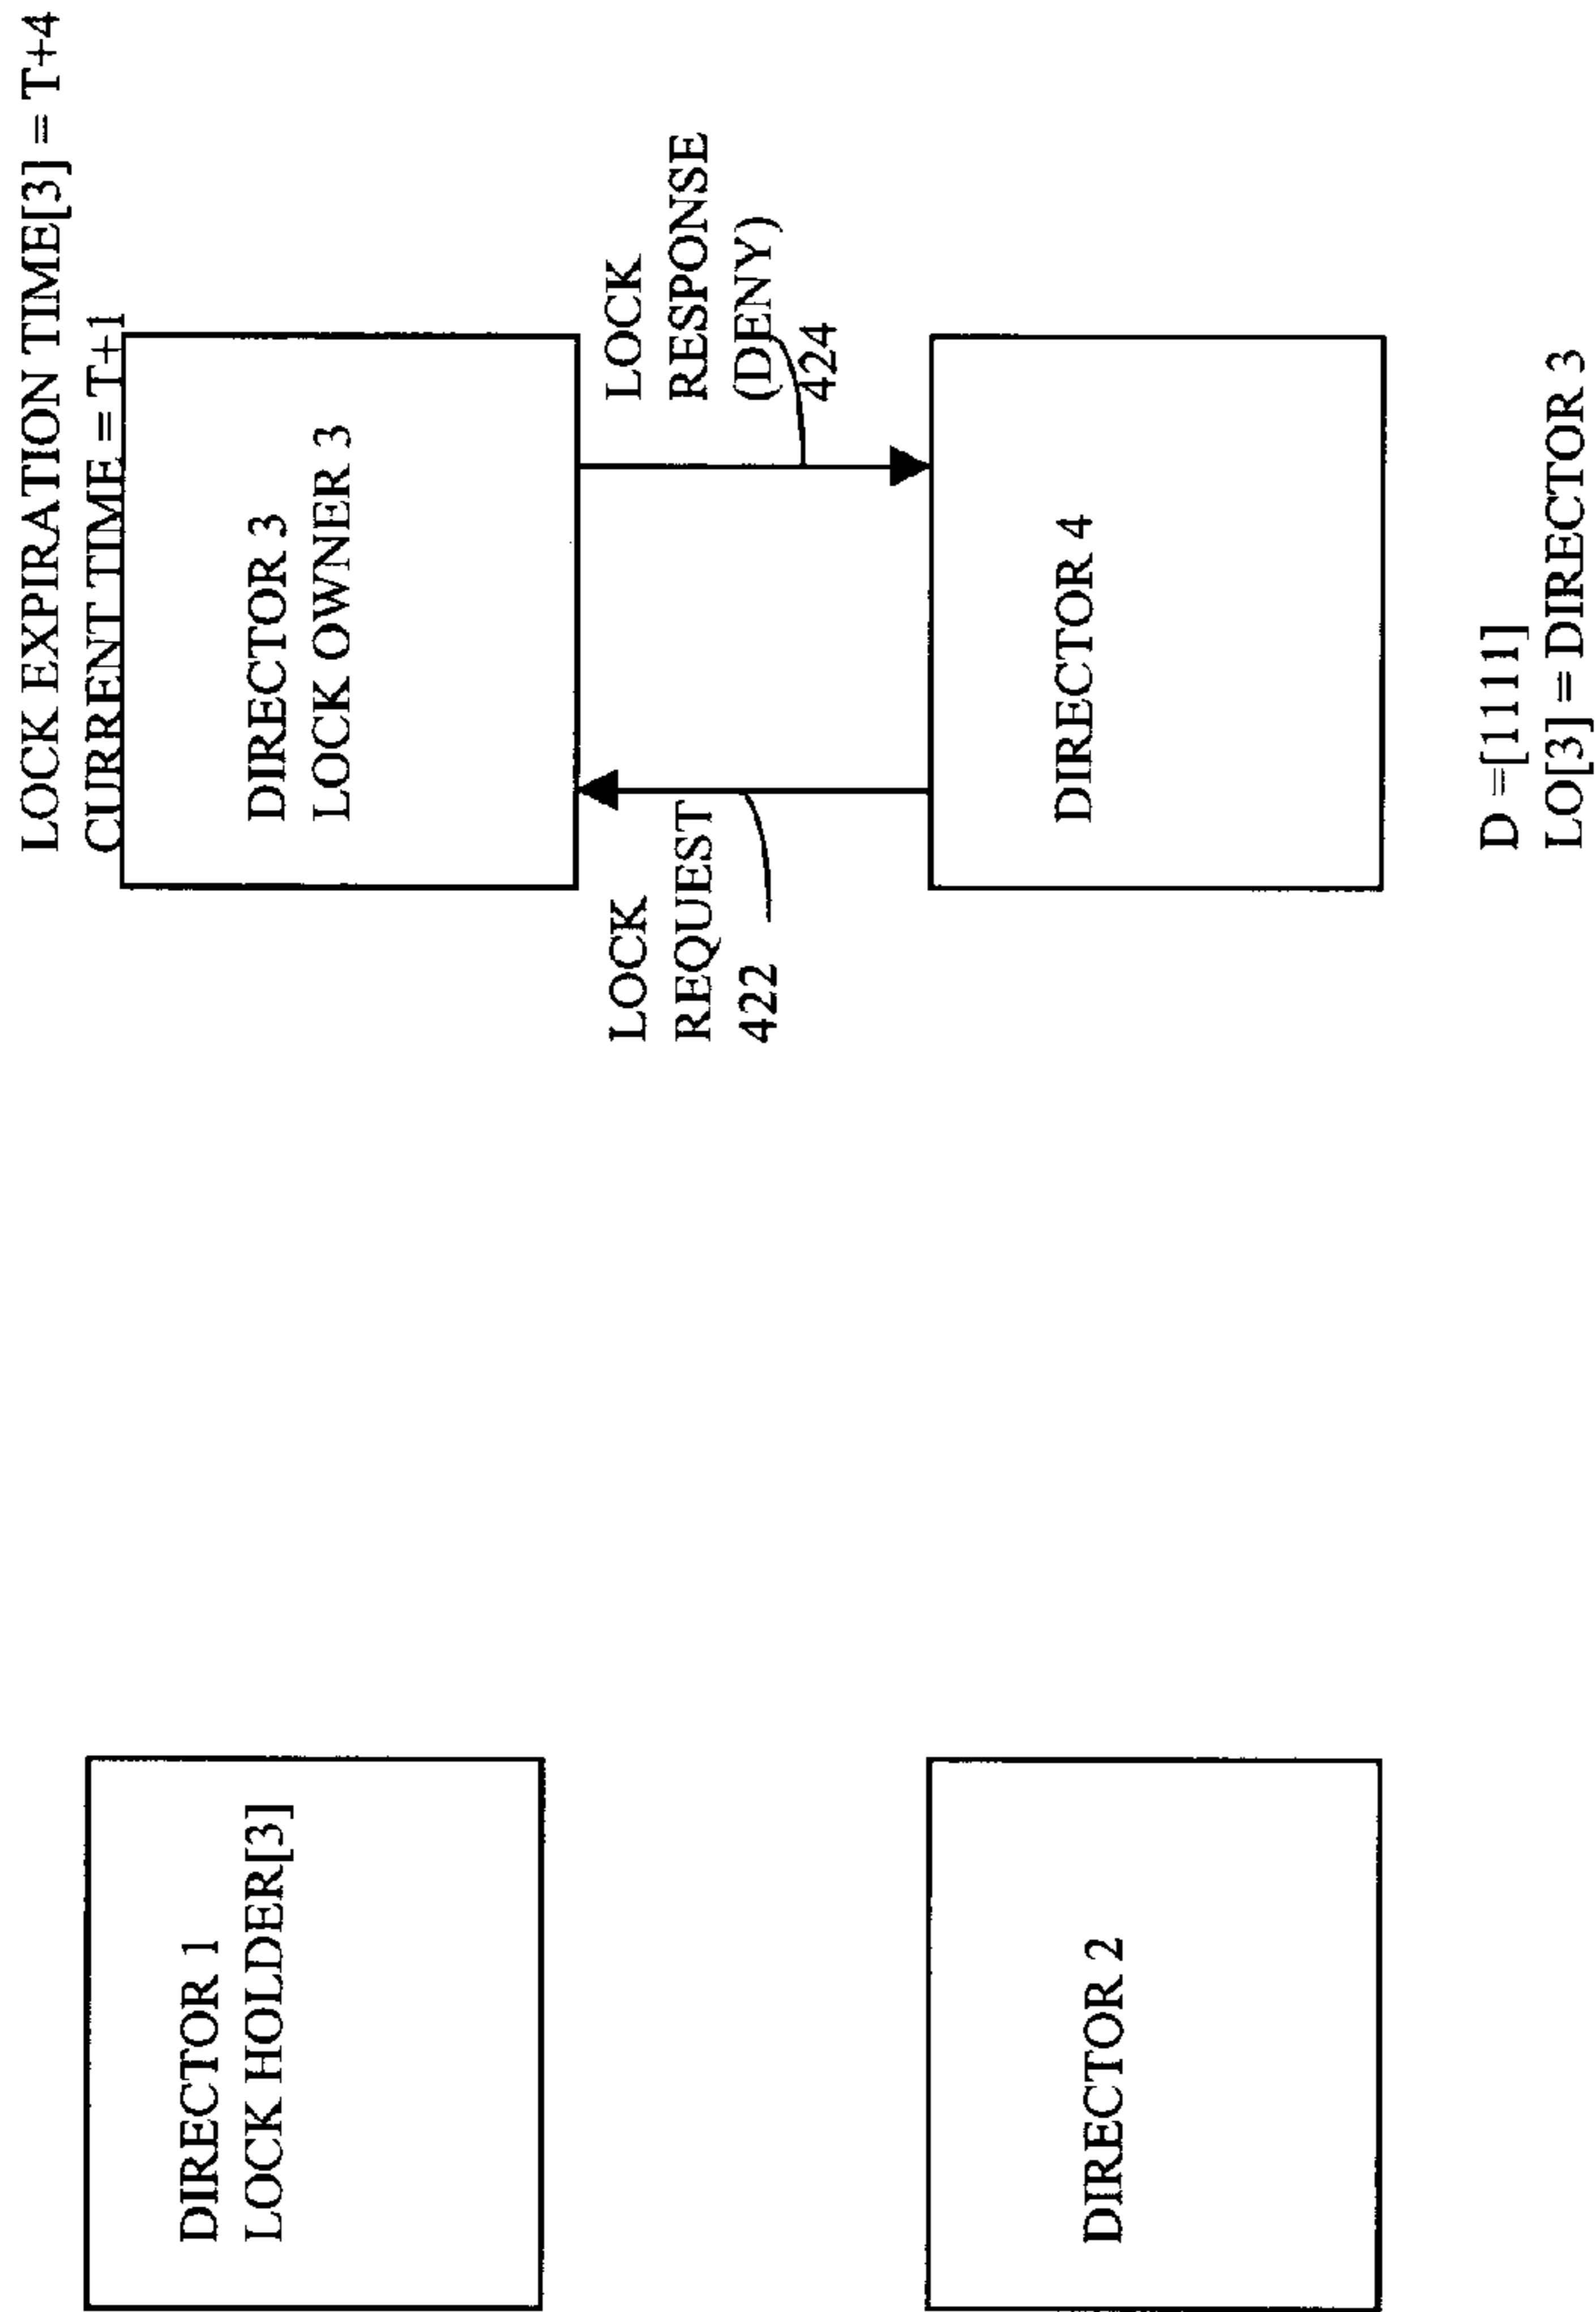 LOCK EXPIRATION TIME[3] = T+4
CURRENT TIME = T+1
DIRECTOR 1
LOCK HOLDER[3]
DIRECTOR 3
LOCK OWNER 3
LOCK
REQUEST
422
LOCK
RESPONSE
(DENY)
424
DIRECTOR 2
DIRECTOR 4
D =[1111]
LO[3] = DIRECTOR 3